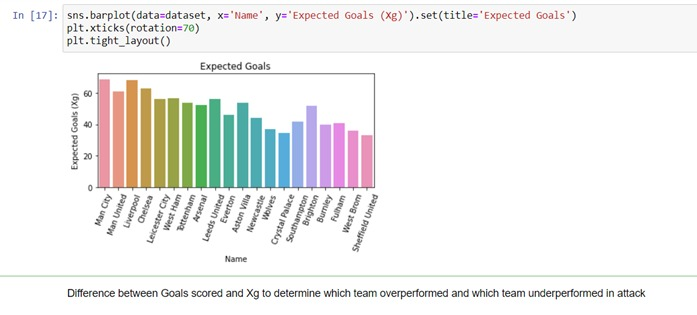 In [17]: sns.barplot(data=dataset, x='Name', y='Expected Goals (Xg)').set(title='Expected Goals')
plt.xticks(rotation=70)
plt.tight_layout()
Expected Goals
Expected Goals (Xg)
60
40
20
0
Man City
Man United
Liverpool
Chelsea
Leicester City
West Ham
Tottenham
Arsenal
Leeds United
Everton
Aston Villa
Newcastle
Wolves
Crystal Palace
Southampton
Brighton
Burnley
Fulham
West Brom
Sheffield United
Name
Difference between Goals scored and Xg to determine which team overperformed and which team underperformed in attack